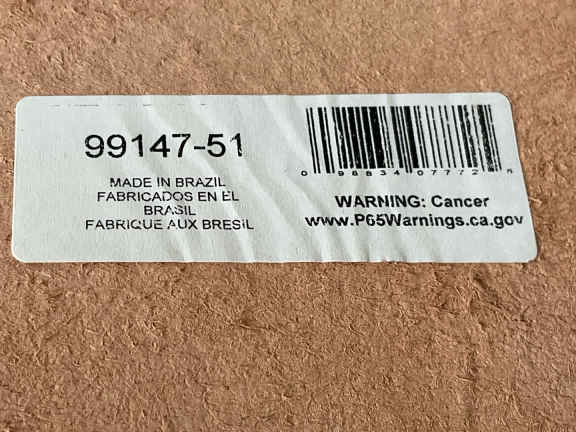 99147-51
MADE IN BRAZIL
FABRICADOS EN EL
BRASIL
FABRIQUE AUX BRESIL
0 96834 07772
WARNING: Cancer
www.P65Warnings.ca.gov